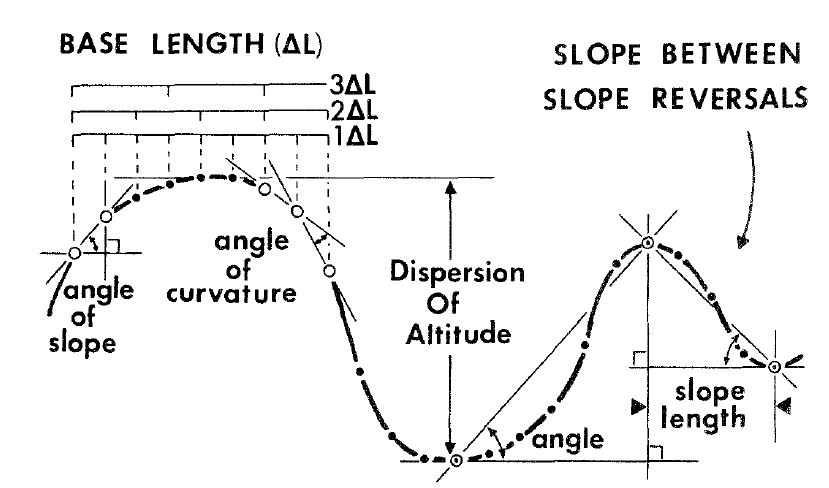 BASE LENGTH (ΔL)
3ΔL
2ΔL
1ΔL
SLOPE BETWEEN
SLOPE REVERSALS
angle
of
slope
angle
of
curvature
Dispersion
Of
Altitude
angle
slope
length